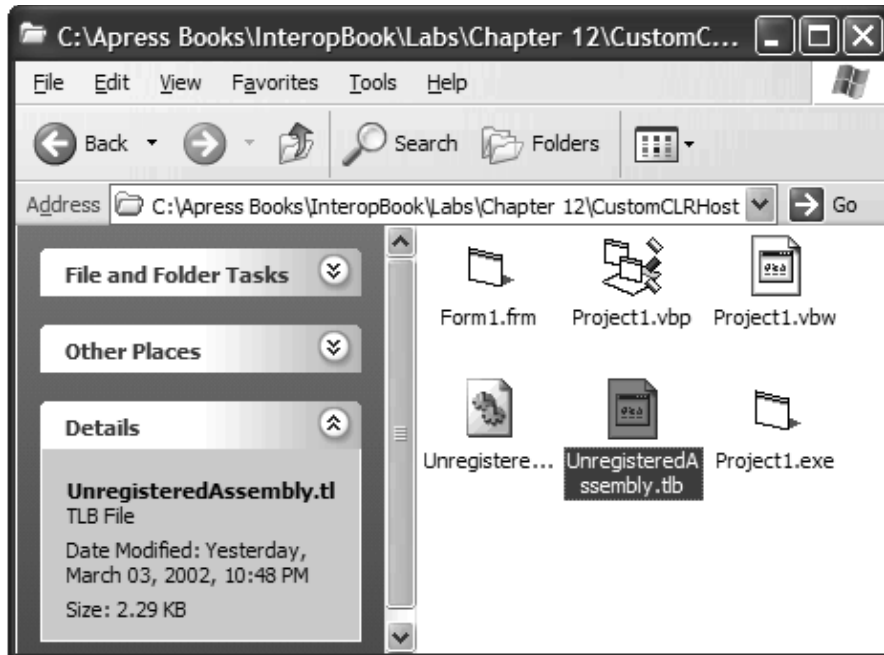 C:\Apress Books\InteropBook\Labs\Chapter 12\CustomC...
File Edit View Favorites Tools Help
Back Search Folders
Address C:\Apress Books\InteropBook\Labs\Chapter 12\CustomCLRHost Go
File and Folder Tasks
Other Places
Details
UnregisteredAssembly.tl
TLB File
Date Modified: Yesterday,
March 03, 2002, 10:48 PM
Size: 2.29 KB
Form1.frm Project1.vbp Project1.vbw
Unregistere... UnregisteredA
ssembly.tlb
Project1.exe